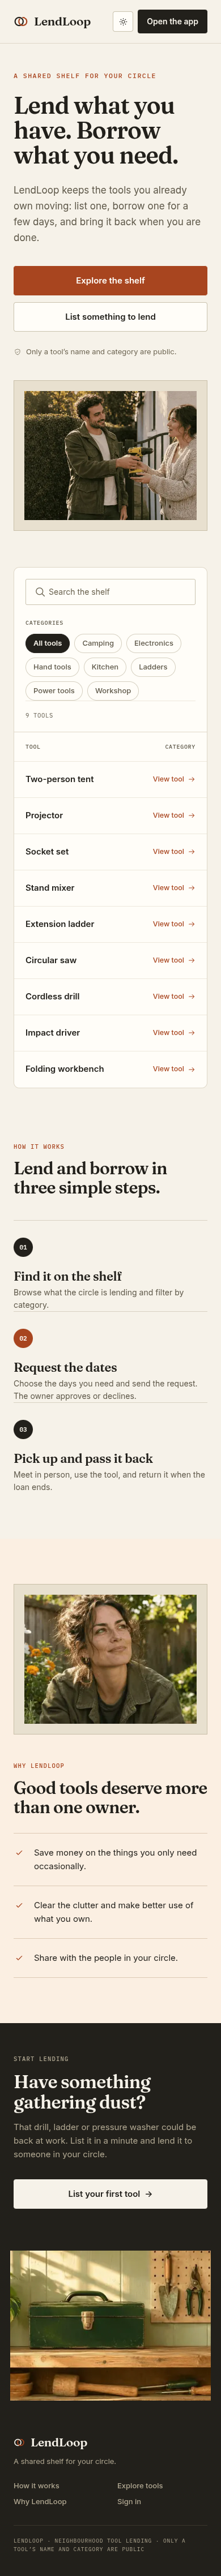 LendLoop
Open the app
A SHARED SHELF FOR YOUR CIRCLE
Lend what you
have. Borrow
what you need.
LendLoop keeps the tools you already
own moving: list one, borrow one for a
few days, and bring it back when you are
done.
Explore the shelf
List something to lend
Only a tool's name and category are public.
Search the shelf
CATEGORIES
All tools
Camping
Electronics
Hand tools
Kitchen
Ladders
Power tools
Workshop
9 TOOLS
TOOL CATEGORY
Two-person tent View tool →
Projector View tool →
Socket set View tool →
Stand mixer View tool →
Extension ladder View tool →
Circular saw View tool →
Cordless drill View tool →
Impact driver View tool →
Folding workbench View tool →
HOW IT WORKS
Lend and borrow in
three simple steps.
01
Find it on the shelf
Browse what the circle is lending and filter by
category.
02
Request the dates
Choose the days you need and send the request.
The owner approves or declines.
03
Pick up and pass it back
Meet in person, use the tool, and return it when the
loan ends.
WHY LENDLOOP
Good tools deserve more
than one owner.
Save money on the things you only need
occasionally.
Clear the clutter and make better use of
what you own.
Share with the people in your circle.
START LENDING
Have something
gathering dust?
That drill, ladder or pressure washer could be
back at work. List it in a minute and lend it to
someone in your circle.
List your first tool →
LendLoop
A shared shelf for your circle.
How it works Explore tools
Why LendLoop Sign in
LENDLOOP · NEIGHBOURHOOD TOOL LENDING · ONLY A
TOOL'S NAME AND CATEGORY ARE PUBLIC